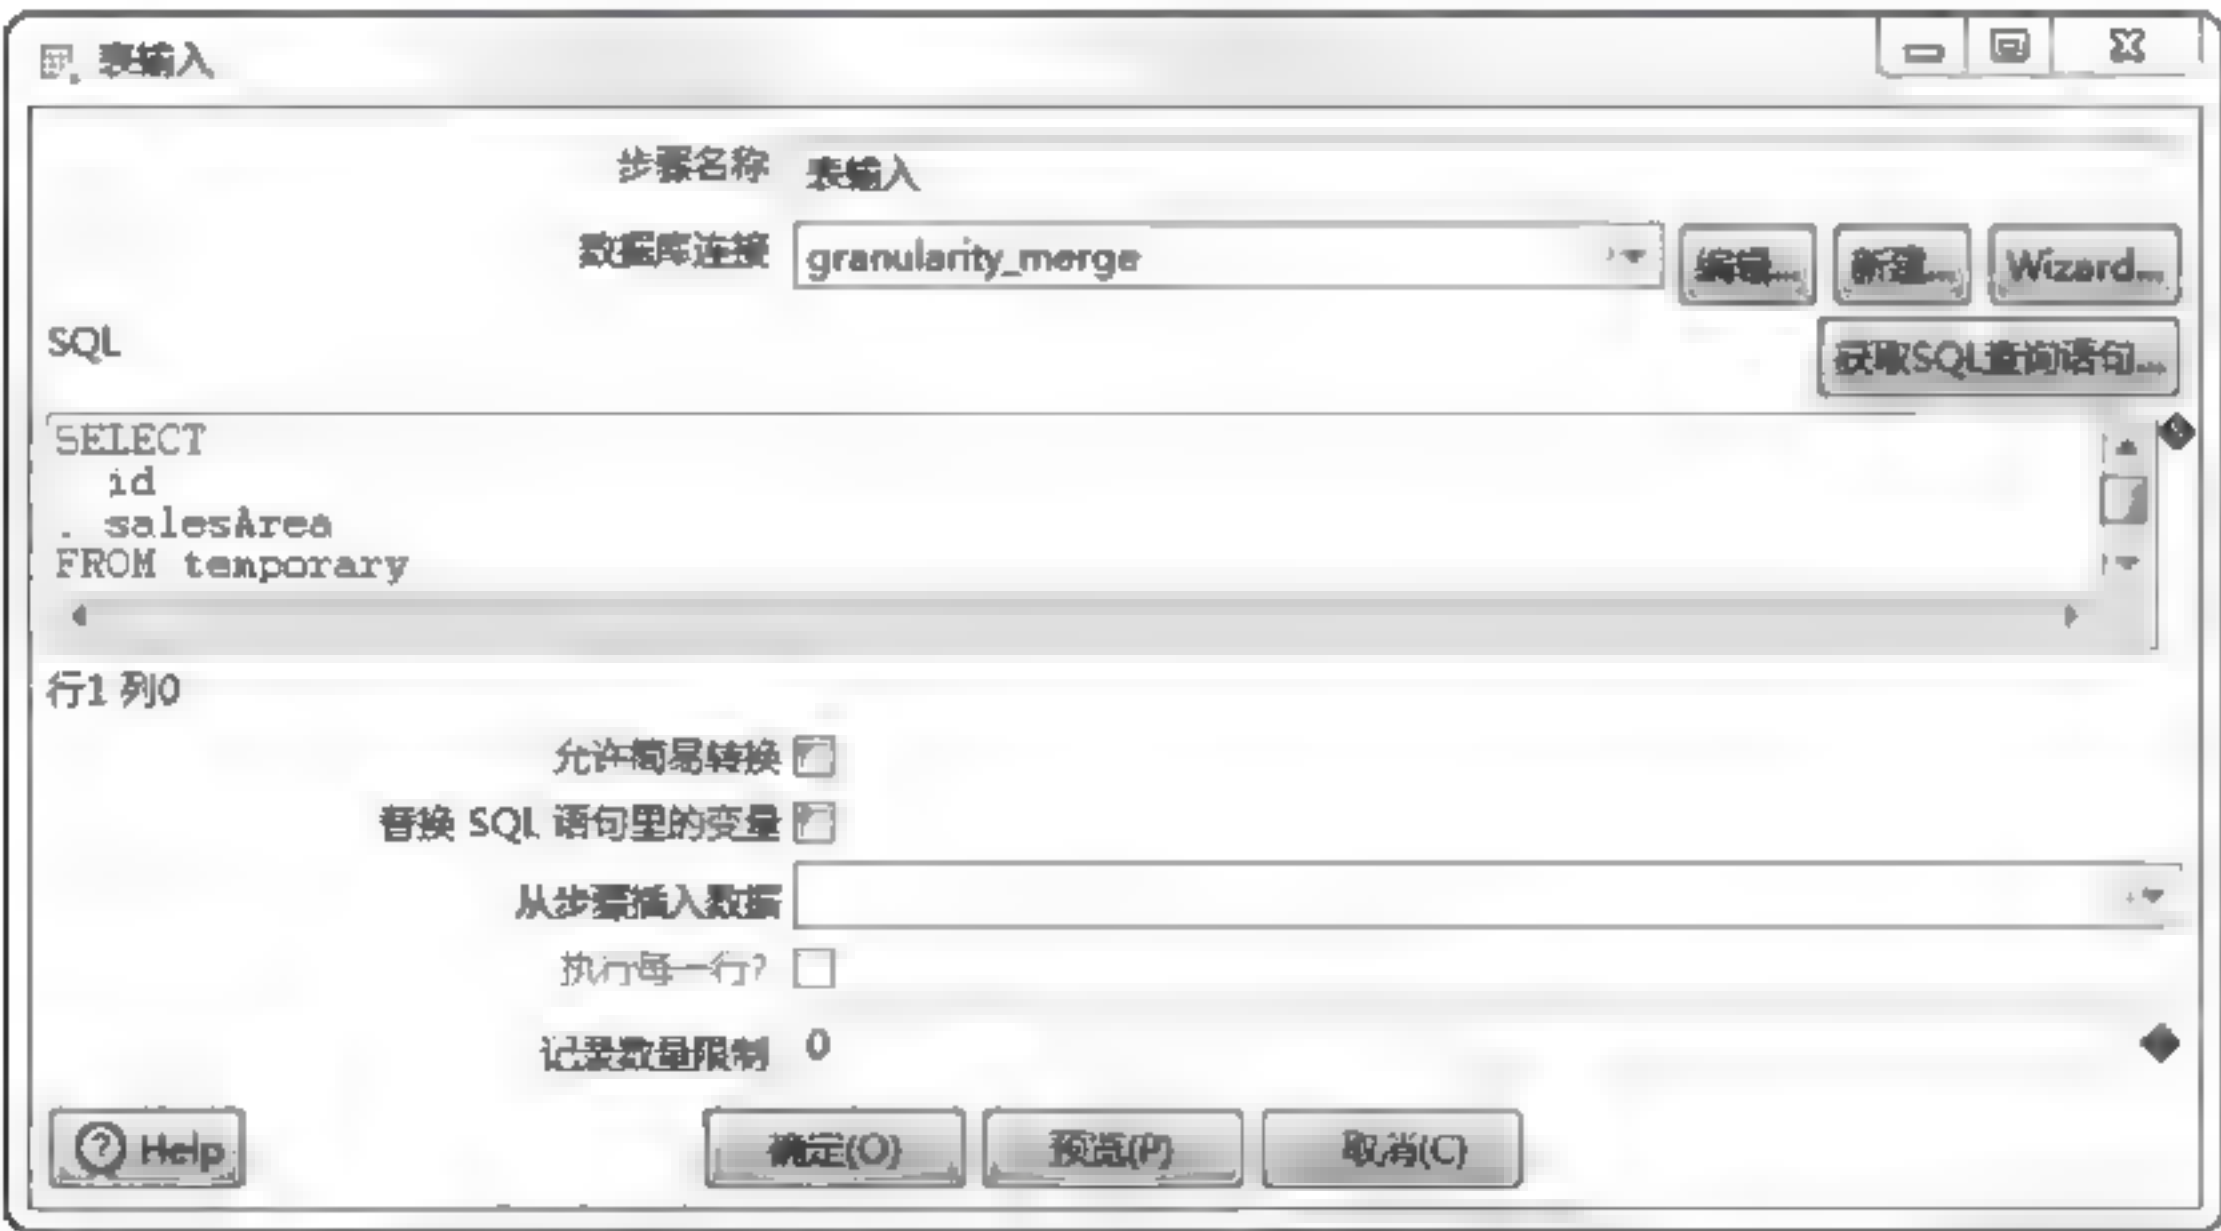 表输入
步骤名称 表输入
数据库连接 granularity_merge 编辑... 新建... Wizard...
SQL 获取SQL查询语句...
SELECT
id
, salesArea
FROM temporary
行1 列0
允许简易转换
替换 SQL 语句里的变量
从步骤插入数据
执行每一行?
记录数量限制 0
Help 确定(O) 预览(P) 取消(C)